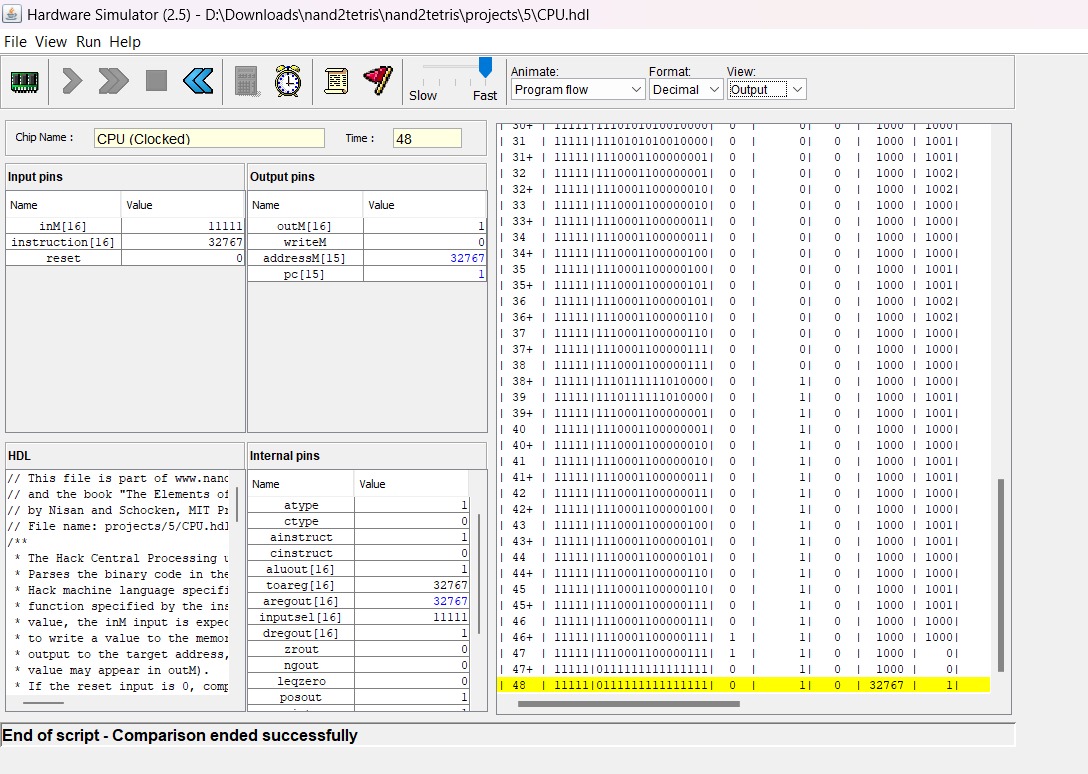 Hardware Simulator (2.5) - D:\Downloads\nand2tetris\nand2tetris\projects\5\CPU.hdl
File View Run Help
Slow Fast
Animate: Format: View:
Program flow Decimal Output
Chip Name : CPU (Clocked) Time : 48
Input pins
Name Value
inM[16] 11111
instruction[16] 32767
reset 0
Output pins
Name Value
outM[16] 1
writeM 0
addressM[15] 32767
pc[15] 1
HDL
// This file is part of www.nand
// and the book "The Elements of
// by Nisan and Schocken, MIT Pr
// File name: projects/5/CPU.hdl
/**
* The Hack Central Processing u
* Parses the binary code in the
* Hack machine language specifi
* function specified by the ins
* value, the inM input is expec
* to write a value to the memor
* output to the target address,
* value may appear in outM).
* If the reset input is 0, comp
Internal pins
Name Value
atype 1
ctype 0
ainstruct 1
cinstruct 0
aluout[16] 1
toareg[16] 32767
aregout[16] 32767
inputsel[16] 11111
dregout[16] 1
zrout 0
ngout 0
leqzero 0
posout 1
| 30+ | 11111|1110101010010000| 0 | 0| 0 | 1000 | 1000|
| 31 | 11111|1110101010010000| 0 | 0| 0 | 1000 | 1001|
| 31+ | 11111|1110001100000001| 0 | 0| 0 | 1000 | 1001|
| 32 | 11111|1110001100000001| 0 | 0| 0 | 1000 | 1002|
| 32+ | 11111|1110001100000010| 0 | 0| 0 | 1000 | 1002|
| 33 | 11111|1110001100000010| 0 | 0| 0 | 1000 | 1000|
| 33+ | 11111|1110001100000011| 0 | 0| 0 | 1000 | 1000|
| 34 | 11111|1110001100000011| 0 | 0| 0 | 1000 | 1000|
| 34+ | 11111|1110001100000100| 0 | 0| 0 | 1000 | 1000|
| 35 | 11111|1110001100000100| 0 | 0| 0 | 1000 | 1001|
| 35+ | 11111|1110001100000101| 0 | 0| 0 | 1000 | 1001|
| 36 | 11111|1110001100000101| 0 | 0| 0 | 1000 | 1002|
| 36+ | 11111|1110001100000110| 0 | 0| 0 | 1000 | 1002|
| 37 | 11111|1110001100000110| 0 | 0| 0 | 1000 | 1000|
| 37+ | 11111|1110001100000111| 0 | 0| 0 | 1000 | 1000|
| 38 | 11111|1110001100000111| 0 | 0| 0 | 1000 | 1000|
| 38+ | 11111|1110111111010000| 0 | 1| 0 | 1000 | 1000|
| 39 | 11111|1110111111010000| 0 | 1| 0 | 1000 | 1001|
| 39+ | 11111|1110001100000001| 0 | 1| 0 | 1000 | 1001|
| 40 | 11111|1110001100000001| 0 | 1| 0 | 1000 | 1000|
| 40+ | 11111|1110001100000010| 0 | 1| 0 | 1000 | 1000|
| 41 | 11111|1110001100000010| 0 | 1| 0 | 1000 | 1001|
| 41+ | 11111|1110001100000011| 0 | 1| 0 | 1000 | 1001|
| 42 | 11111|1110001100000011| 0 | 1| 0 | 1000 | 1000|
| 42+ | 11111|1110001100000100| 0 | 1| 0 | 1000 | 1000|
| 43 | 11111|1110001100000100| 0 | 1| 0 | 1000 | 1001|
| 43+ | 11111|1110001100000101| 0 | 1| 0 | 1000 | 1001|
| 44 | 11111|1110001100000101| 0 | 1| 0 | 1000 | 1000|
| 44+ | 11111|1110001100000110| 0 | 1| 0 | 1000 | 1000|
| 45 | 11111|1110001100000110| 0 | 1| 0 | 1000 | 1001|
| 45+ | 11111|1110001100000111| 0 | 1| 0 | 1000 | 1001|
| 46 | 11111|1110001100000111| 0 | 1| 0 | 1000 | 1000|
| 46+ | 11111|1110001100000111| 1 | 1| 0 | 1000 | 1000|
| 47 | 11111|1110001100000111| 1 | 1| 0 | 1000 | 0|
| 47+ | 11111|0111111111111111| 0 | 1| 0 | 1000 | 0|
| 48 | 11111|0111111111111111| 0 | 1| 0 | 32767 | 1|
End of script - Comparison ended successfully